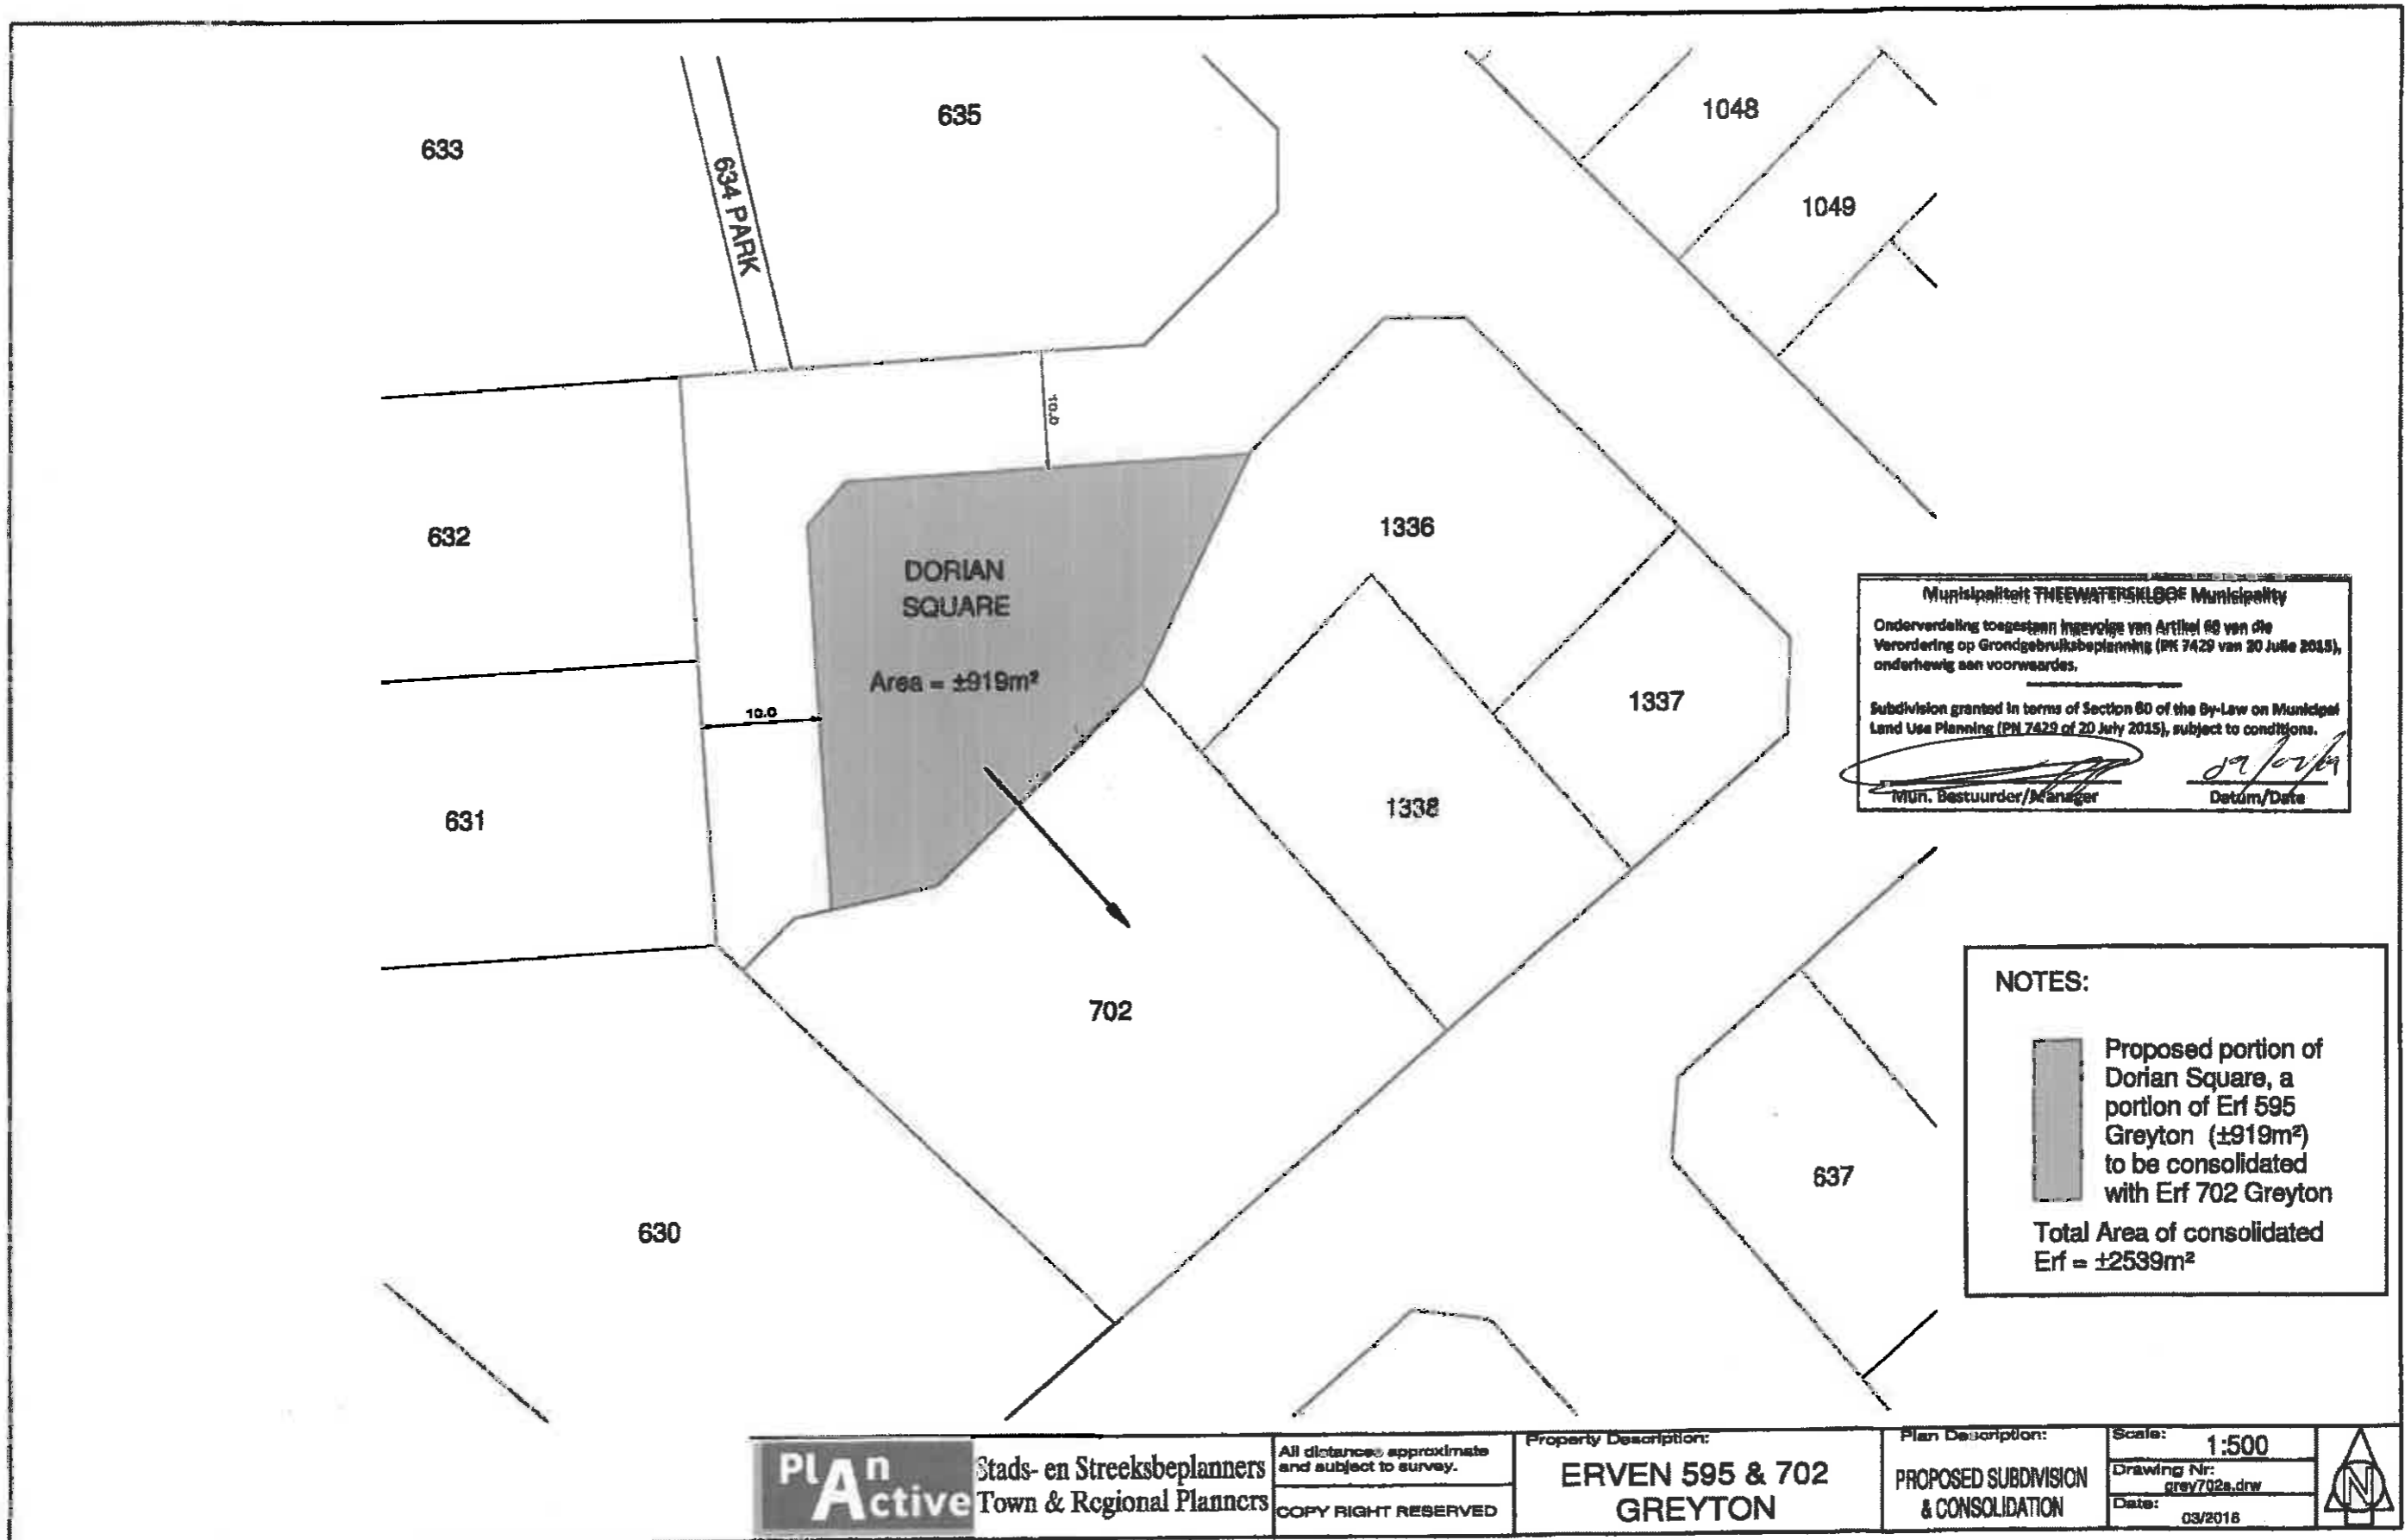 633
634 PARK
635
1048
1049
10.0
632
DORIAN
SQUARE
Area = ±919m²
1336
10.0
631
1337
1338
702
630
637
Munisipaliteit THEEWATERSKLOOF Municipality
Onderverdeling toegestaan ingevolge van Artikel 60 van die
Verordering op Grondgebruiksbeplanning (PK 7429 van 20 Julie 2015),
onderhewig aan voorwaardes.
Subdivision granted in terms of Section 60 of the By-Law on Municipal
Land Use Planning (PN 7429 of 20 July 2015), subject to conditions.
Mun. Bestuurder/Manager
Datum/Date
NOTES:
Proposed portion of
Dorian Square, a
portion of Erf 595
Greyton (±919m²)
to be consolidated
with Erf 702 Greyton
Total Area of consolidated
Erf = ±2539m²
PlAn
Active
Stads- en Streeksbeplanners
Town & Regional Planners
All distances approximate
and subject to survey.
COPY RIGHT RESERVED
Property Description:
ERVEN 595 & 702
GREYTON
Plan Description:
PROPOSED SUBDIVISION
& CONSOLIDATION
Scale:
1:500
Drawing Nr:
grey702a.drw
Date:
03/2016
N